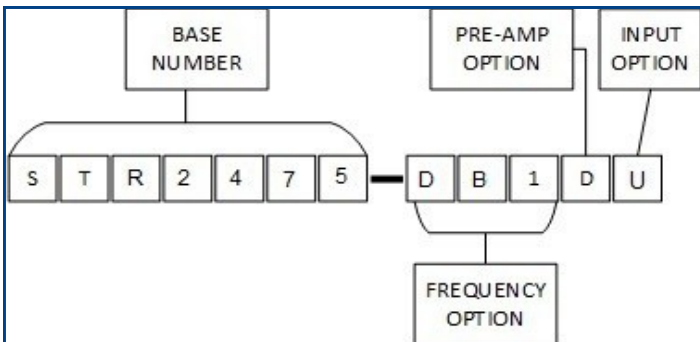 BASE
NUMBER
PRE-AMP
OPTION
INPUT
OPTION
S T R 2 4 7 5 - D B 1 D U
FREQUENCY
OPTION